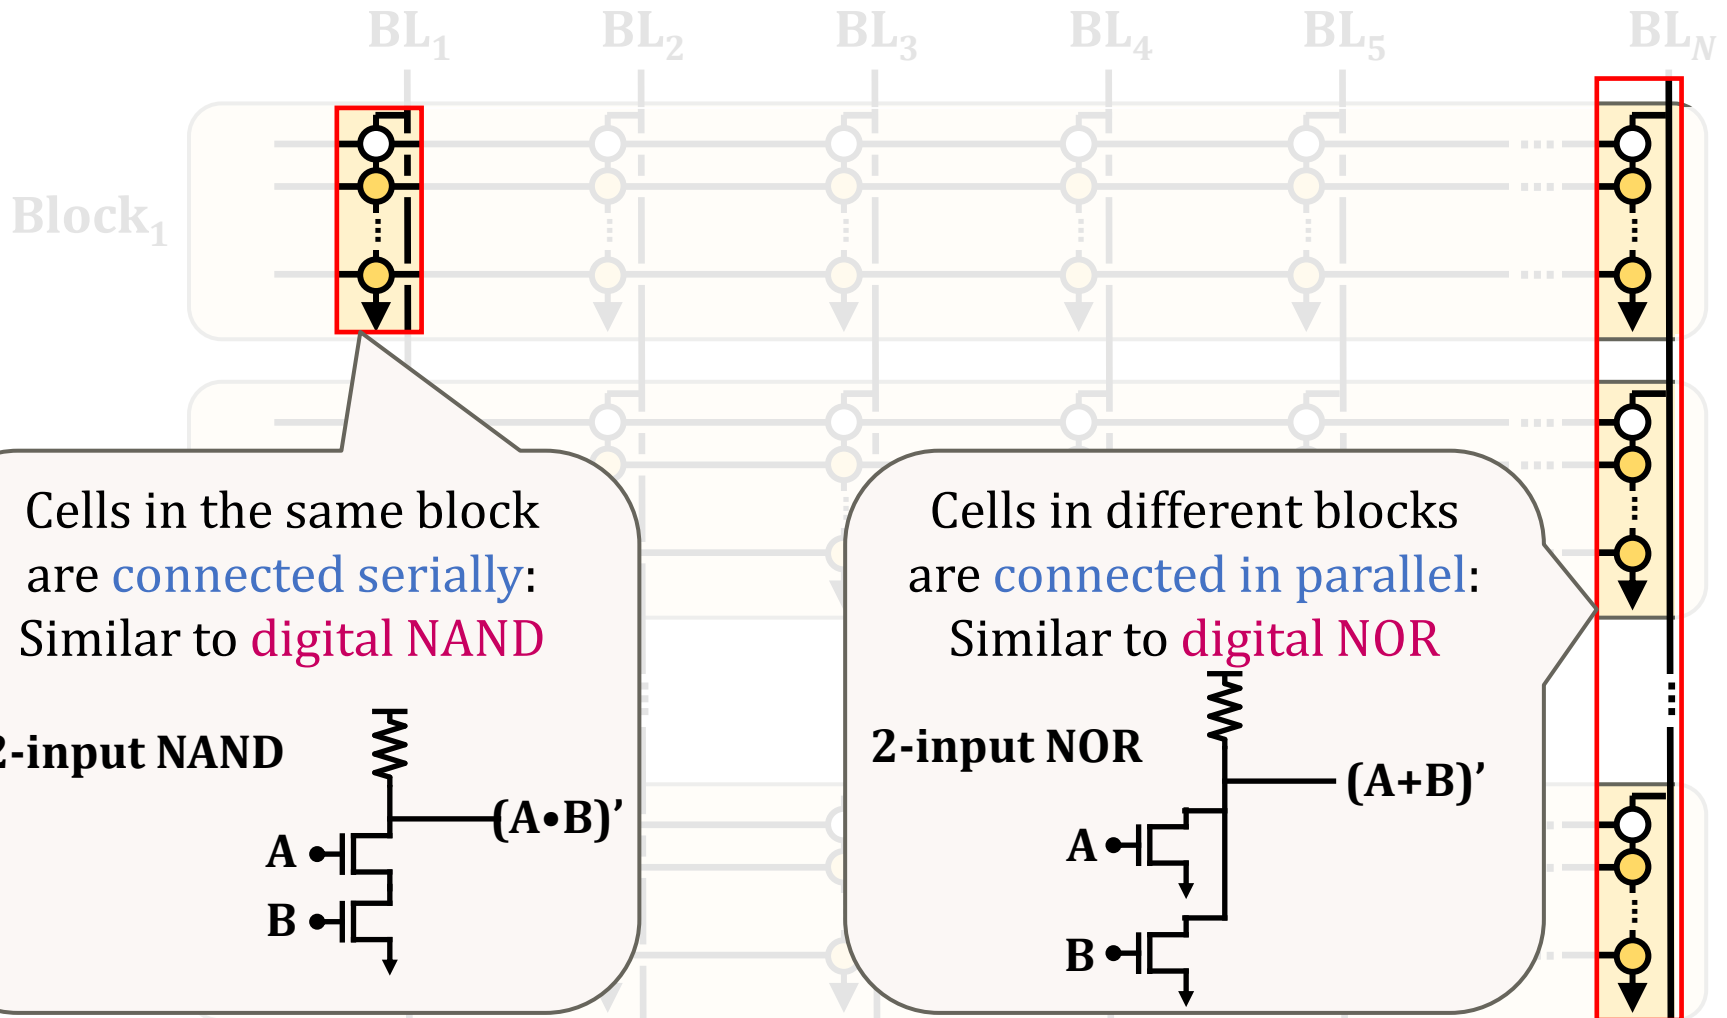 BL1
BL2
BL3
BL4
BL5
BLN
Block1
Cells in the same block
are connected serially:
Similar to digital NAND
2-input NAND
(A•B)’
A
B
Cells in different blocks
are connected in parallel:
Similar to digital NOR
2-input NOR
(A+B)’
A
B